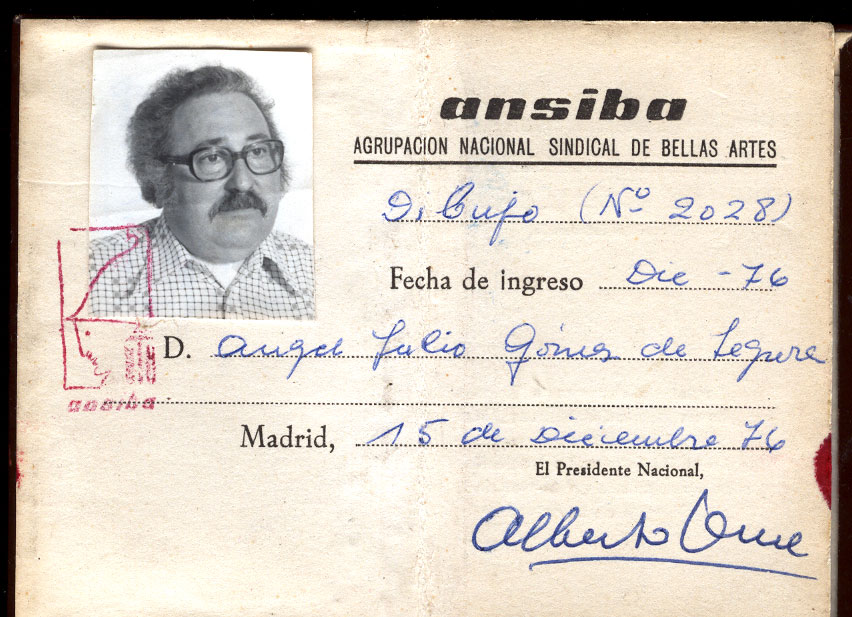 ansiba
AGRUPACION NACIONAL SINDICAL DE BELLAS ARTES
Dibujo (Nº 2028)
Fecha de ingreso Dic - 76
D. Angel Julio Gómez de Segura
ansiba
Madrid, 15 de Diciembre 76
El Presidente Nacional,
Alberto